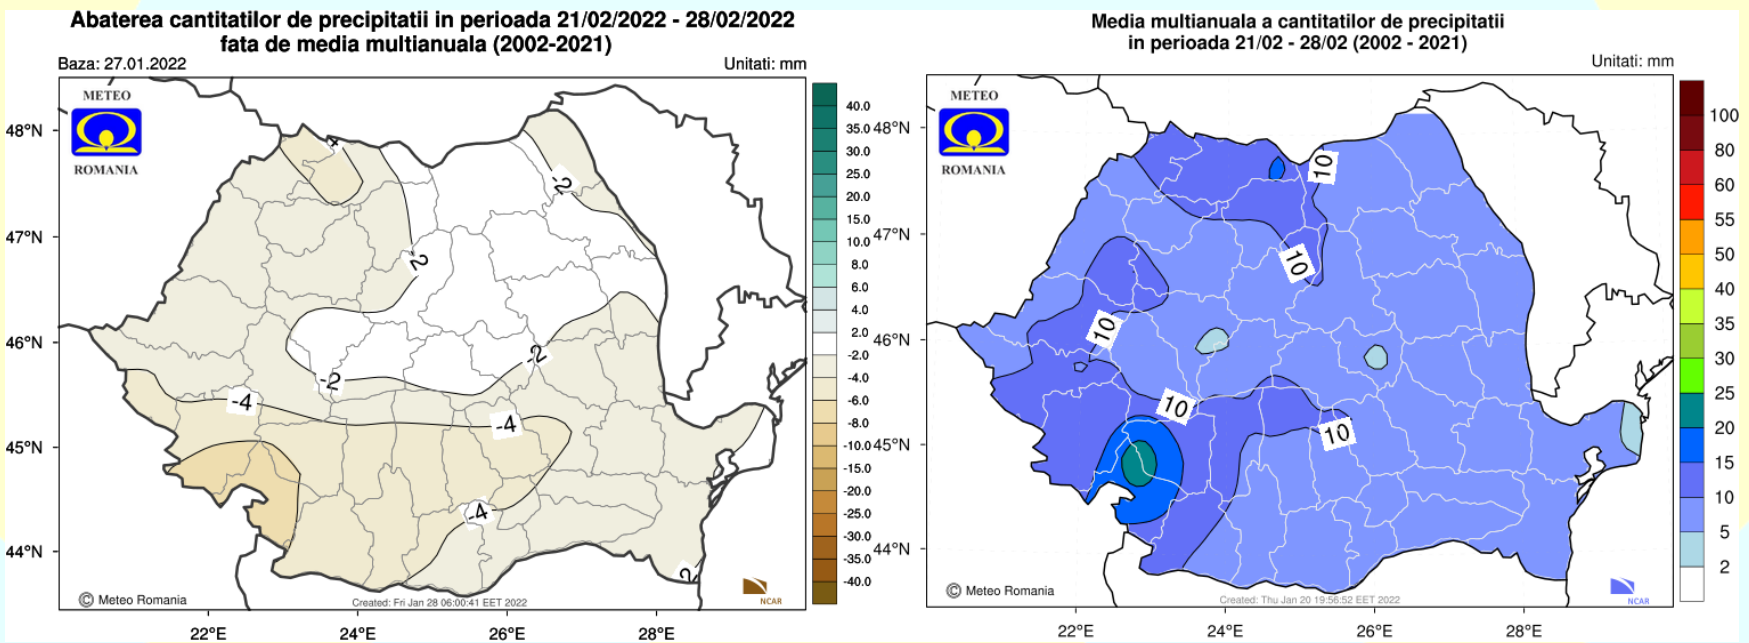 Abaterea cantitatilor de precipitatii in perioada 21/02/2022 - 28/02/2022
fata de media multianuala (2002-2021)
Baza: 27.01.2022
Unitati: mm
METEO
ROMANIA
48°N
47°N
46°N
45°N
44°N
22°E
24°E
26°E
28°E
-2
2
-2
-2
-4
-4
-4
2
40.0
35.0
30.0
25.0
20.0
15.0
10.0
8.0
6.0
4.0
2.0
-2.0
-4.0
-6.0
-8.0
-10.0
-15.0
-20.0
-25.0
-30.0
-35.0
-40.0
© Meteo Romania
Created: Fri Jan 28 06:00:41 EET 2022
NCAR
Media multianuala a cantitatilor de precipitatii
in perioada 21/02 - 28/02 (2002 - 2021)
Unitati: mm
METEO
ROMANIA
48°N
47°N
46°N
45°N
44°N
22°E
24°E
26°E
28°E
10
10
10
10
10
100
80
60
55
50
40
35
30
25
20
15
10
5
2
© Meteo Romania
Created: Thu Jan 20 19:56:52 EET 2022
NCAR